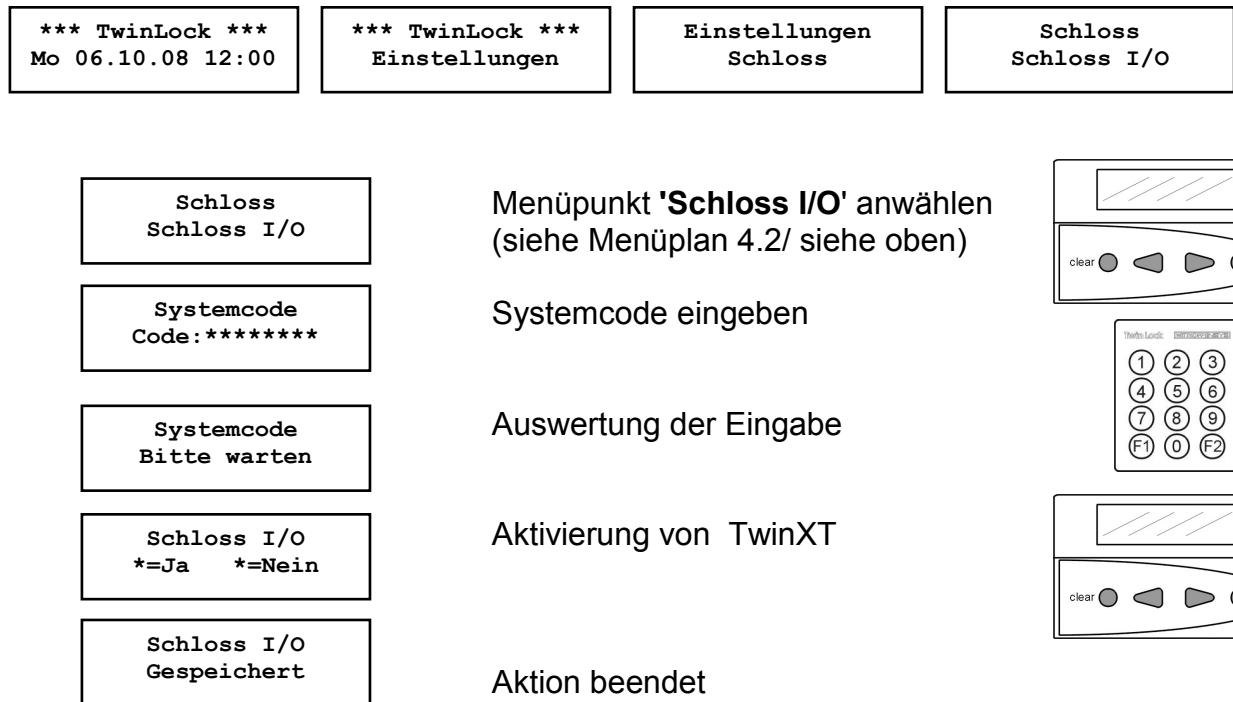 *** TwinLock ***
Mo 06.10.08 12:00
*** TwinLock ***
Einstellungen
Einstellungen
Schloss
Schloss
Schloss I/O
Schloss
Schloss I/O
Menüpunkt 'Schloss I/O' anwählen
(siehe Menüplan 4.2/ siehe oben)
clear
Systemcode
Code:********
Systemcode eingeben
Twin Lock
1 2 3
4 5 6
7 8 9
F1 0 F2
Systemcode
Bitte warten
Auswertung der Eingabe
Schloss I/O
*=Ja *=Nein
Aktivierung von TwinXT
clear
Schloss I/O
Gespeichert
Aktion beendet